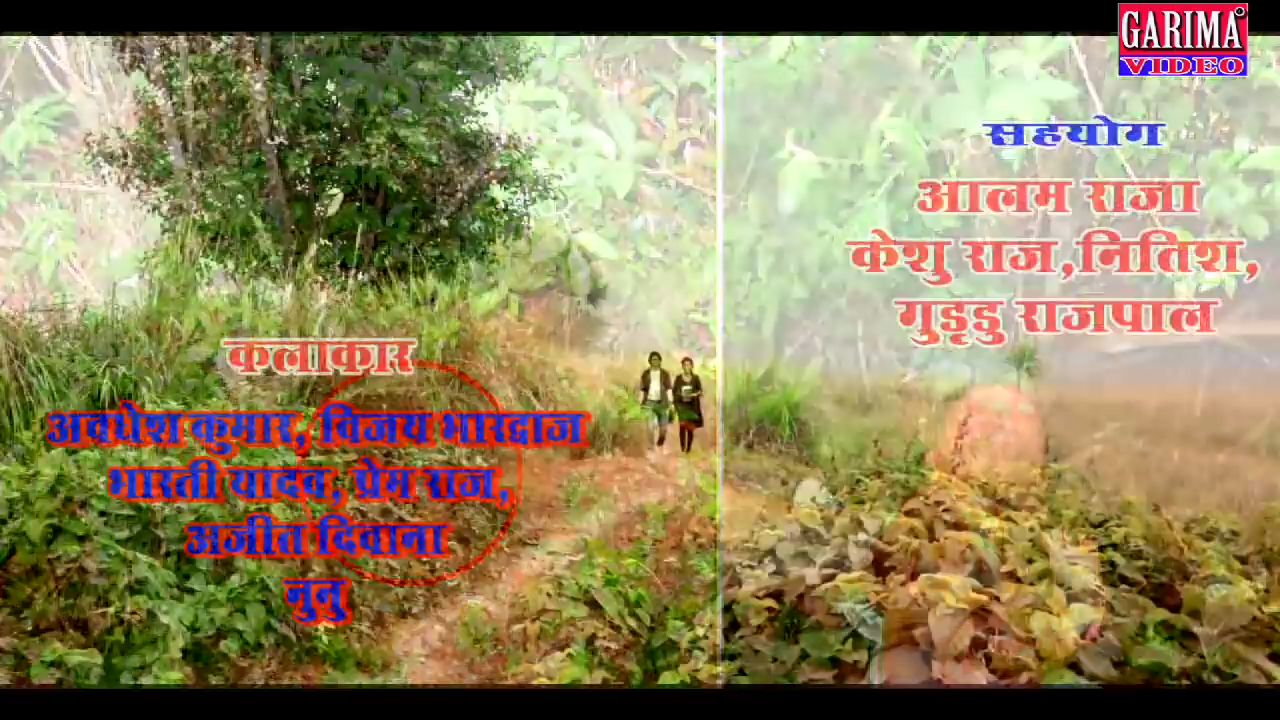 GARIMA
VIDEO
सहयोग
आलम राजा
केशु राज,नितिश,
गुड्डु राजपाल
कलाकार
अवधेश कुमार, विजय भारद्वाज
भारती यादव, प्रेम राज,
अजीत दिवाना
नुनु